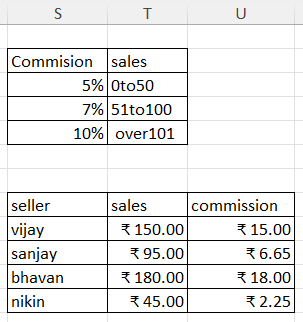 S T U
Commision sales
5% 0to50
7% 51to100
10% over101
seller sales commission
vijay ₹ 150.00 ₹ 15.00
sanjay ₹ 95.00 ₹ 6.65
bhavan ₹ 180.00 ₹ 18.00
nikin ₹ 45.00 ₹ 2.25